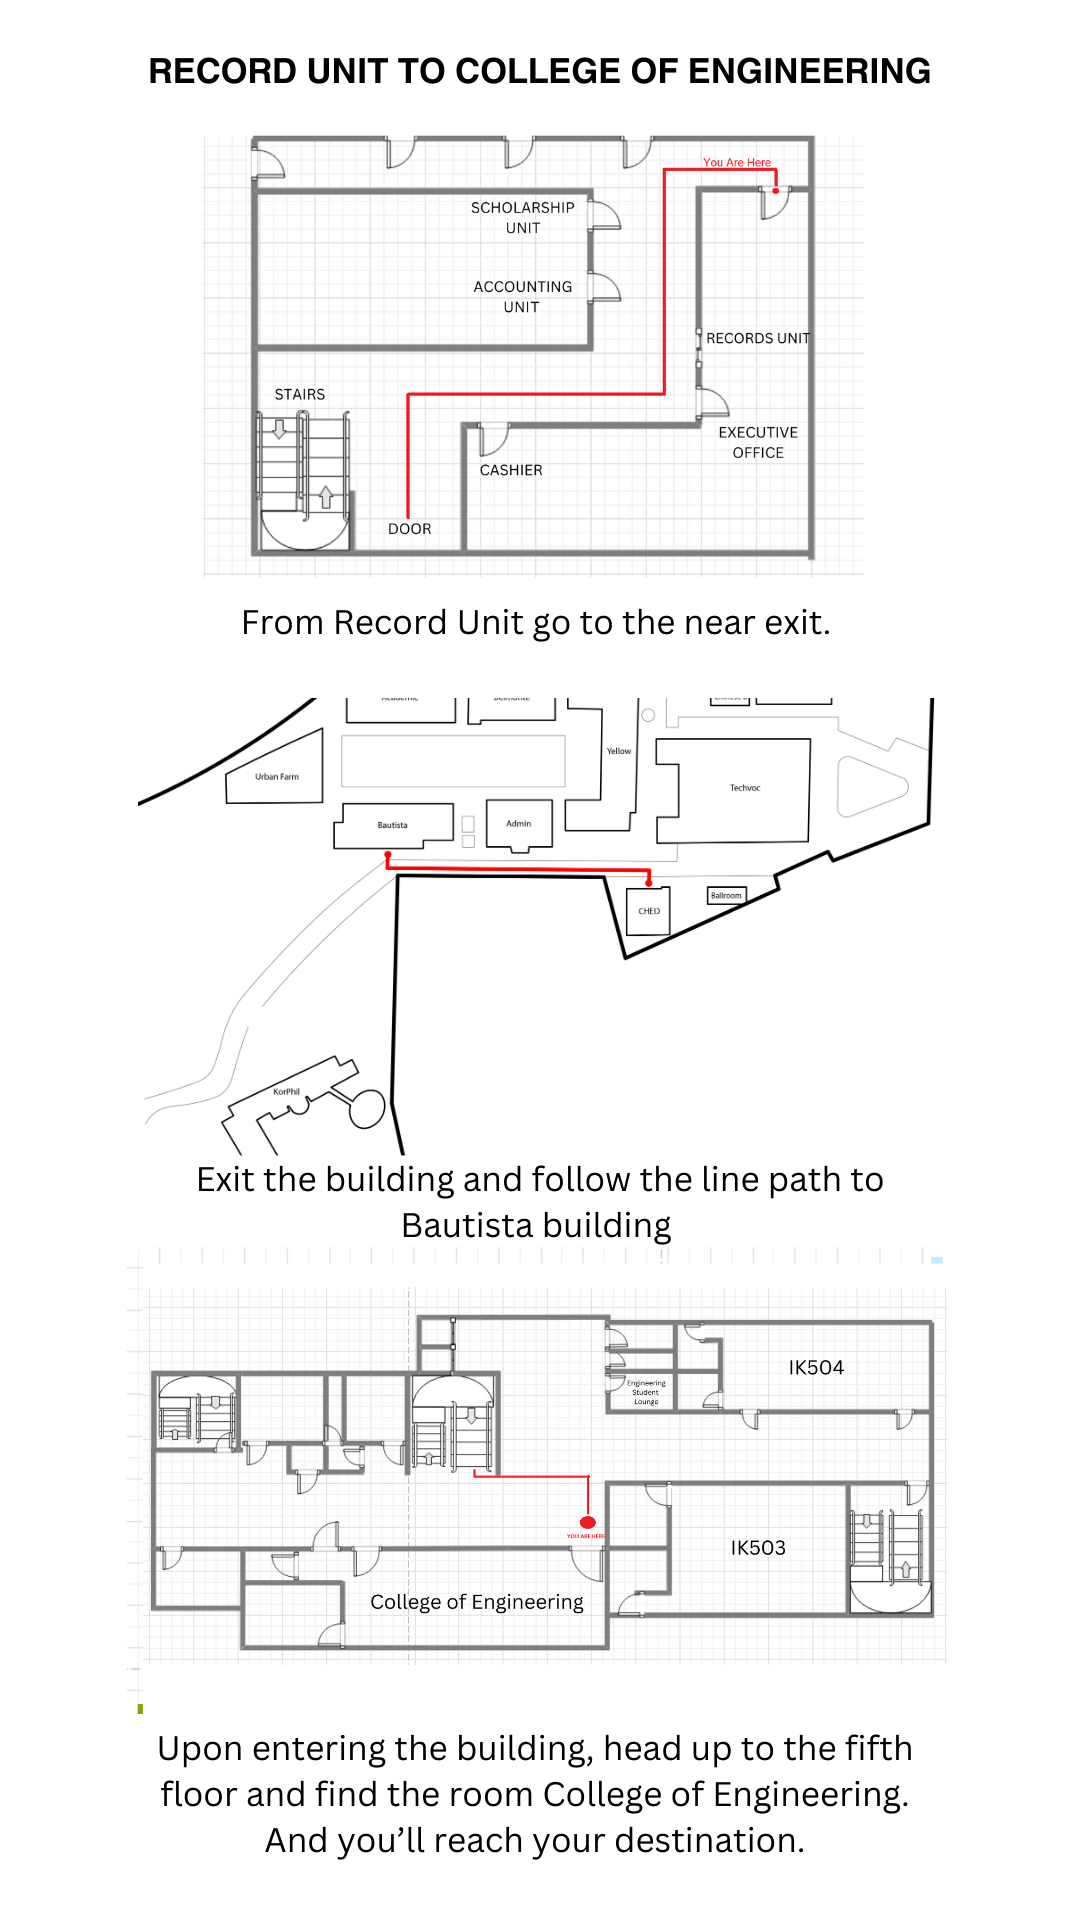 RECORD UNIT TO COLLEGE OF ENGINEERING
You Are Here
SCHOLARSHIP
UNIT
ACCOUNTING
UNIT
RECORDS UNIT
STAIRS
EXECUTIVE
OFFICE
CASHIER
DOOR
From Record Unit go to the near exit.
Academic
Belmonte
Yellow
Urban Farm
Techvoc
Bautista
Admin
Ballroom
CHED
KorPhil
Exit the building and follow the line path to
Bautista building
IK504
Engineering
Student
Lounge
YOU ARE HERE
IK503
College of Engineering
Upon entering the building, head up to the fifth
floor and find the room College of Engineering.
And you’ll reach your destination.